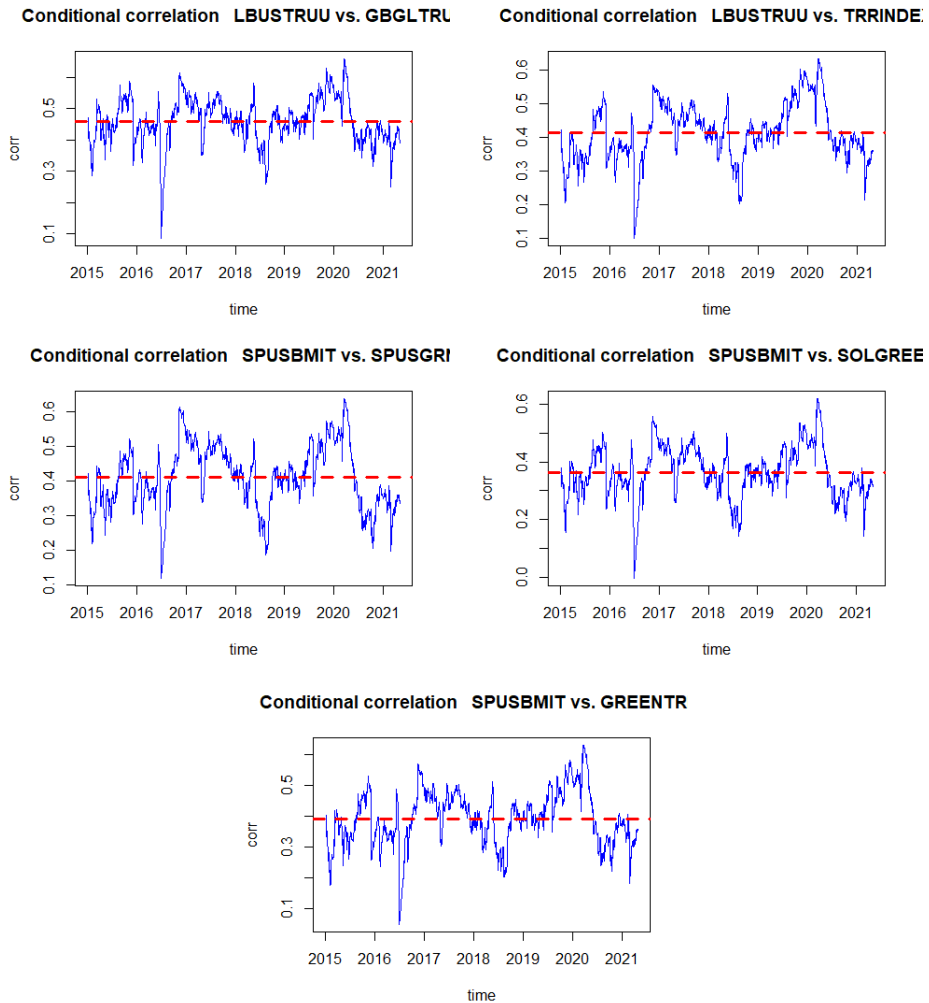 Conditional correlation LBUSTRUU vs. GBGLTRU
corr
0.1 0.3 0.5
2015 2016 2017 2018 2019 2020 2021
time
Conditional correlation LBUSTRUU vs. TRRINDE
corr
0.1 0.2 0.3 0.4 0.5 0.6
2015 2016 2017 2018 2019 2020 2021
time
Conditional correlation SPUSBMIT vs. SPUSGRN
corr
0.1 0.2 0.3 0.4 0.5 0.6
2015 2016 2017 2018 2019 2020 2021
time
Conditional correlation SPUSBMIT vs. SOLGREE
corr
0.0 0.2 0.4 0.6
2015 2016 2017 2018 2019 2020 2021
time
Conditional correlation SPUSBMIT vs. GREENTR
corr
0.1 0.3 0.5
2015 2016 2017 2018 2019 2020 2021
time